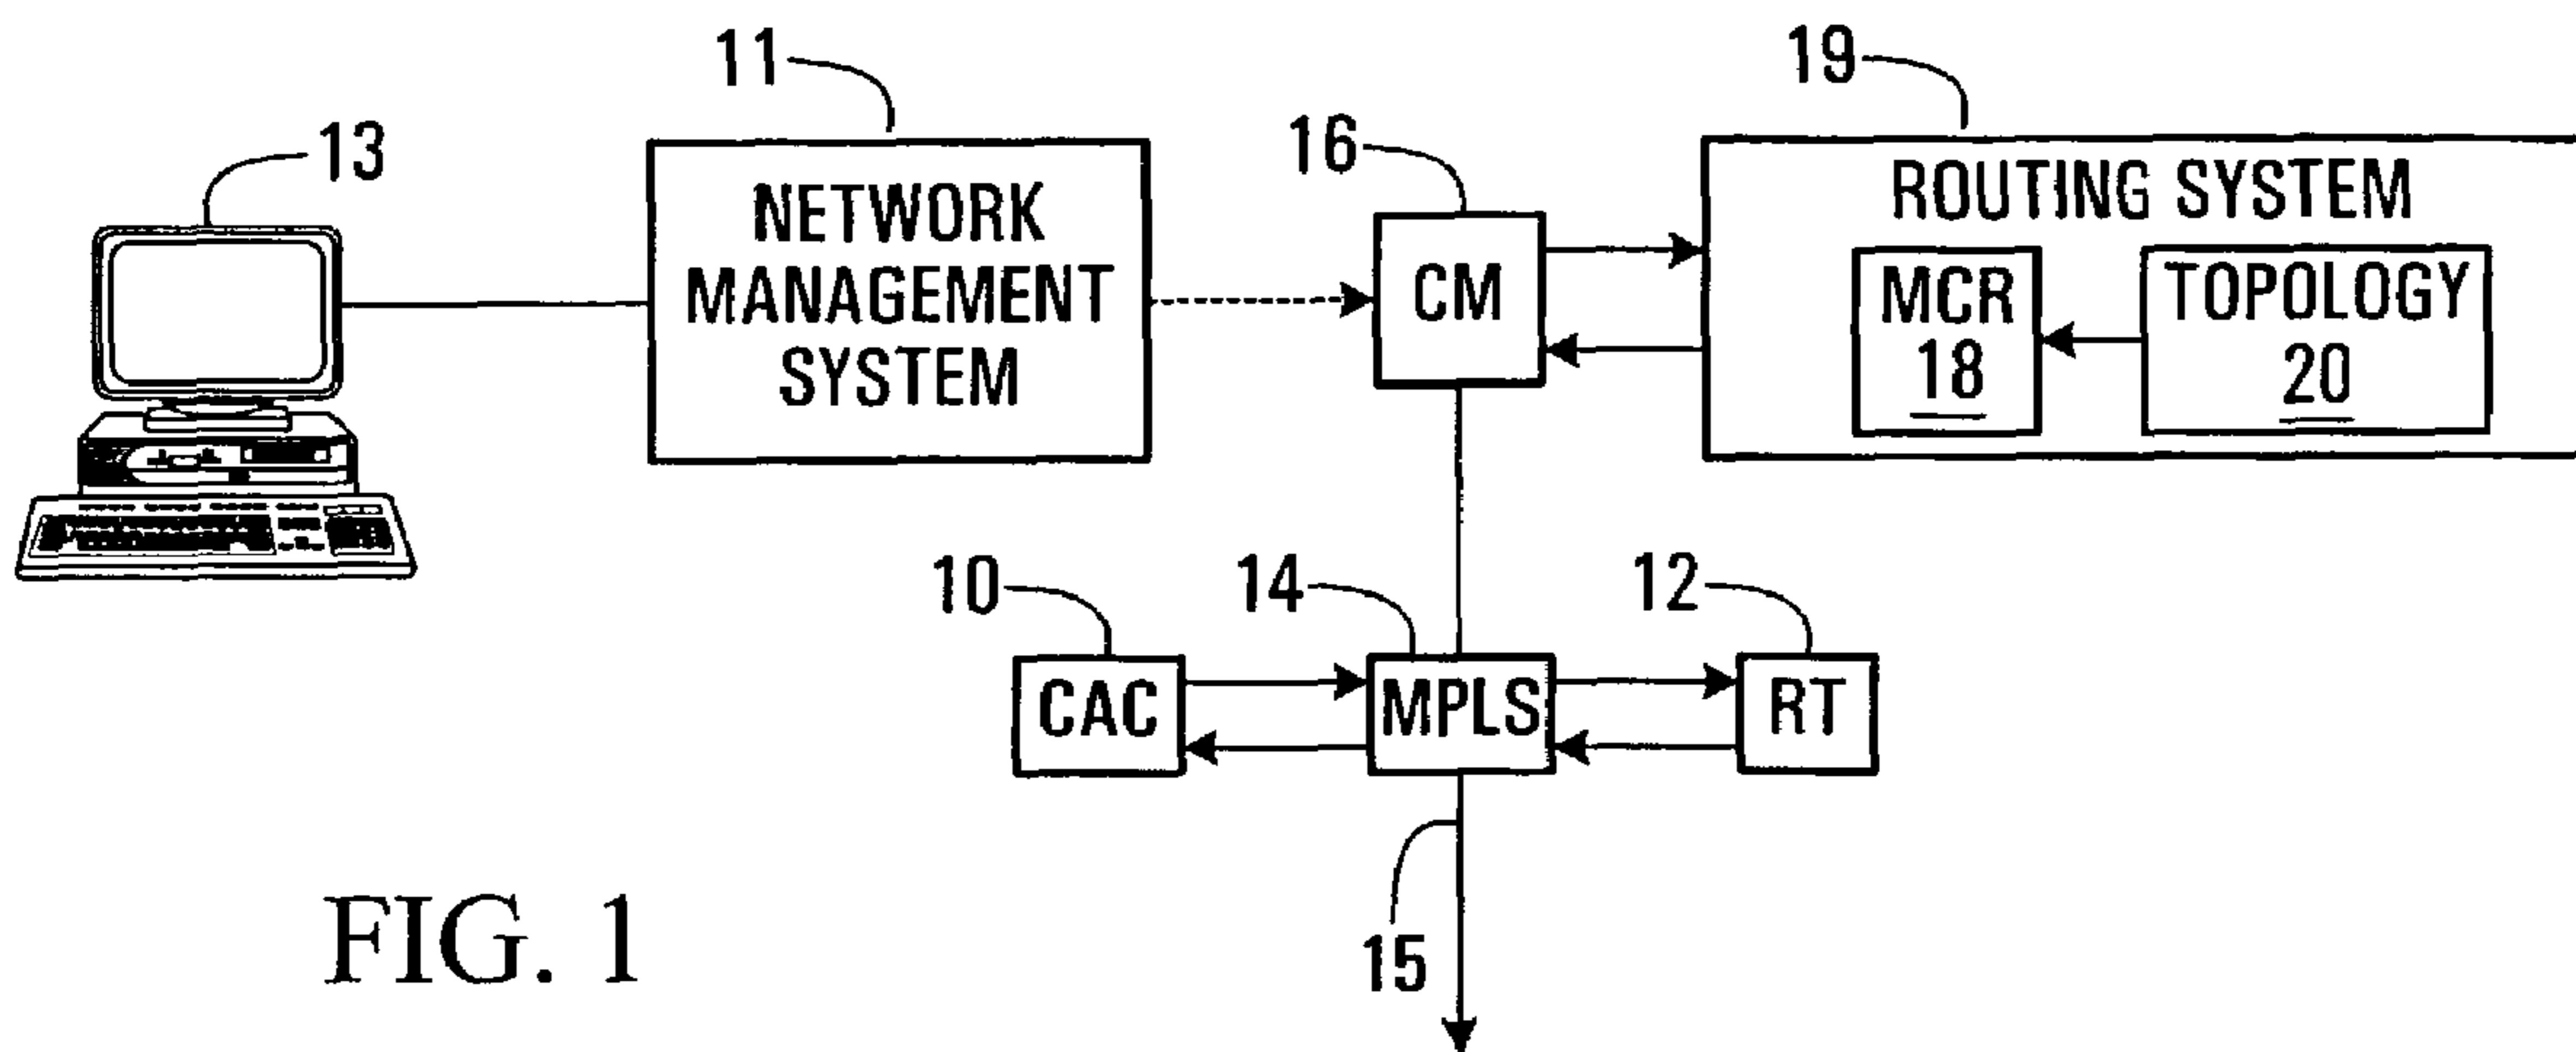 11
19
13
16
NETWORK
MANAGEMENT
SYSTEM
CM
ROUTING SYSTEM
MCR
18
TOPOLOGY
20
10
14
12
CAC
MPLS
RT
15
FIG. 1